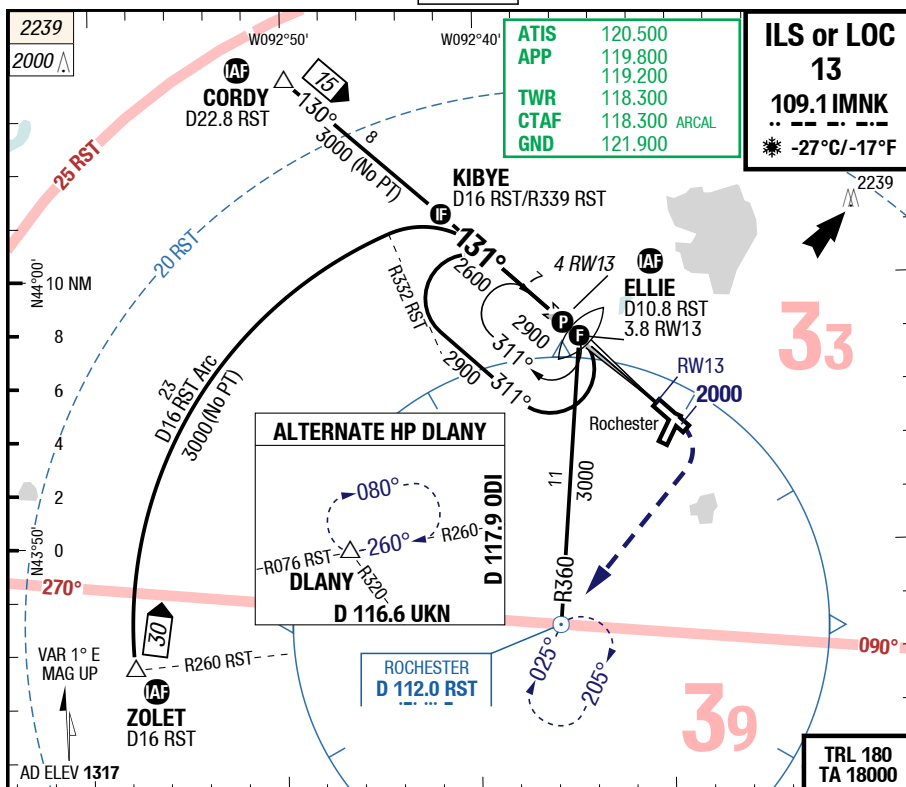 2239
2000
W092°50'
W092°40'
ATIS 120.500
APP 119.800
119.200
TWR 118.300
CTAF 118.300 ARCAL
GND 121.900
ILS or LOC
13
109.1 IMNK
-27°C/-17°F
IAF
CORDY
D22.8 RST
15
130°
8
3000 (No PT)
25 RST
20 RST
KIBYE
D16 RST/R339 RST
IF
131°
2600
7
4 RW13
IAF
ELLIE
D10.8 RST
3.8 RW13
2239
N44°00'
10 NM
8
6
4
2
0
N43°50'
R332 RST
P
F
2900
311°
2900
311°
33
RW13
2000
Rochester
23
D16 RST Arc
3000 (No PT)
ALTERNATE HP DLANY
080°
260°
R260
R076 RST
DLANY
R320
D 117.9 ODI
D 116.6 UKN
11
3000
R360
270°
090°
30
R260 RST
VAR 1° E
MAG UP
IAF
ZOLET
D16 RST
ROCHESTER
D 112.0 RST
025°
205°
39
AD ELEV 1317
TRL 180
TA 18000